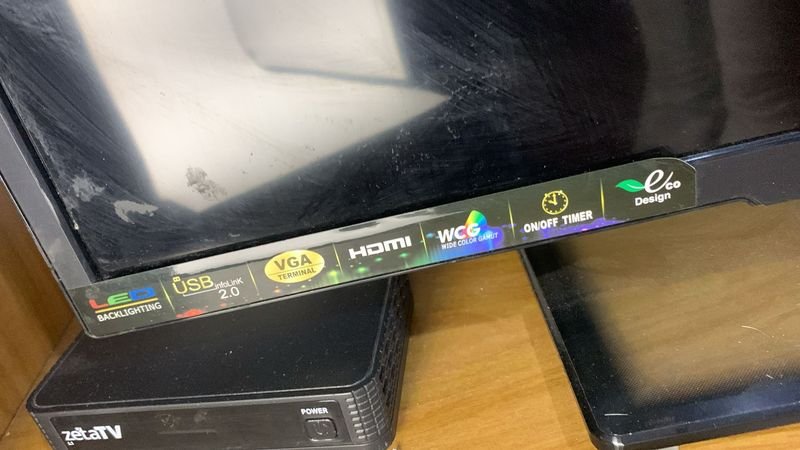 LED
BACKLIGHTING
USB
infoLink
2.0
VGA
TERMINAL
HDMI
WCG
WIDE COLOR GAMUT
ON/OFF TIMER
eco
Design
zetaTV
POWER